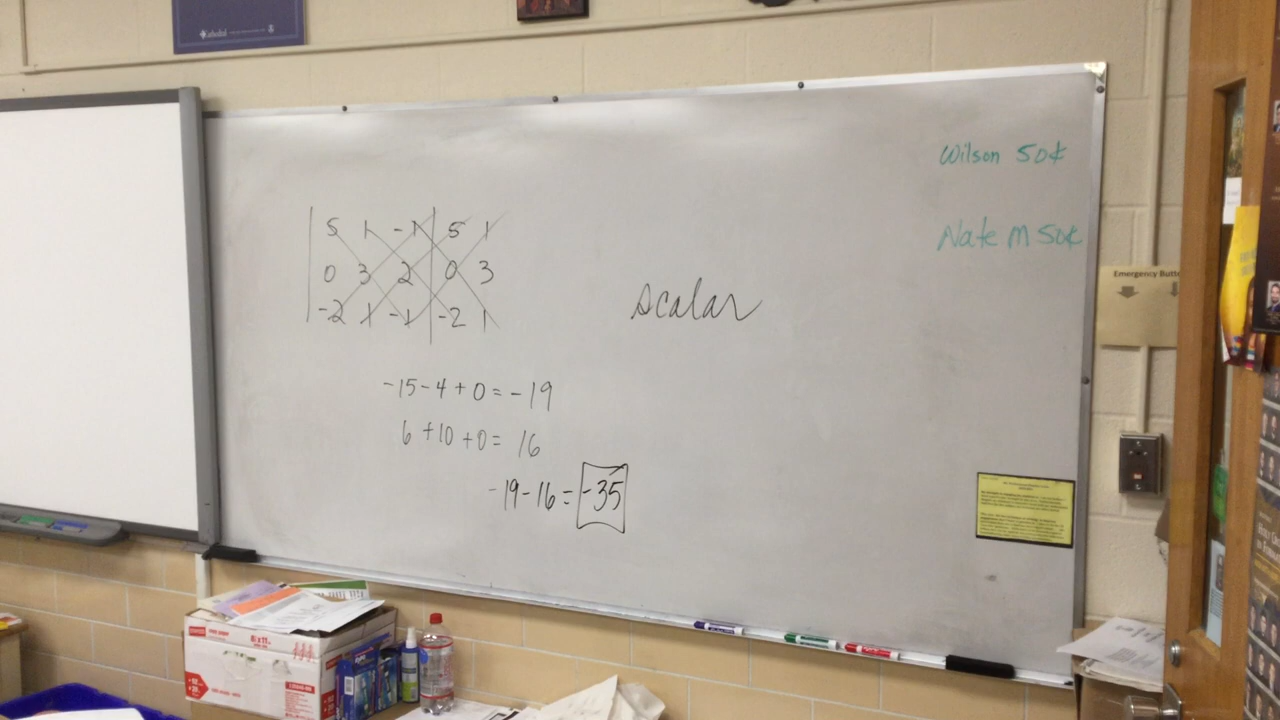 Wilson 50¢
Nate M 50¢
5 1 -1 5 1
0 3 2 0 3
-2 1 -1 -2 1
scalar
-15-4+0=-19
6+10+0=16
-19-16=-35
Emergency Butto